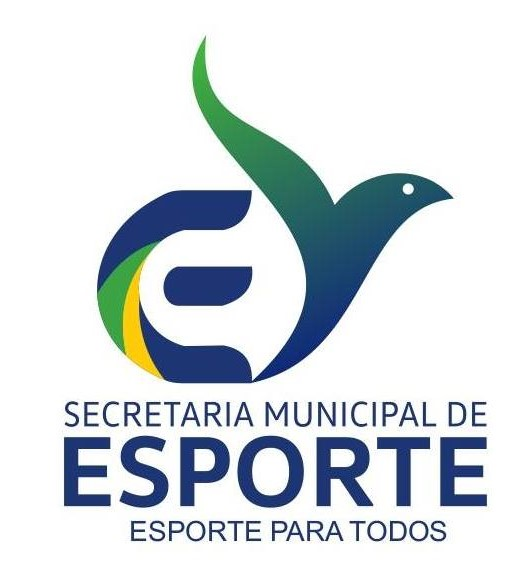 SECRETARIA MUNICIPAL DE
ESPORTE
ESPORTE PARA TODOS